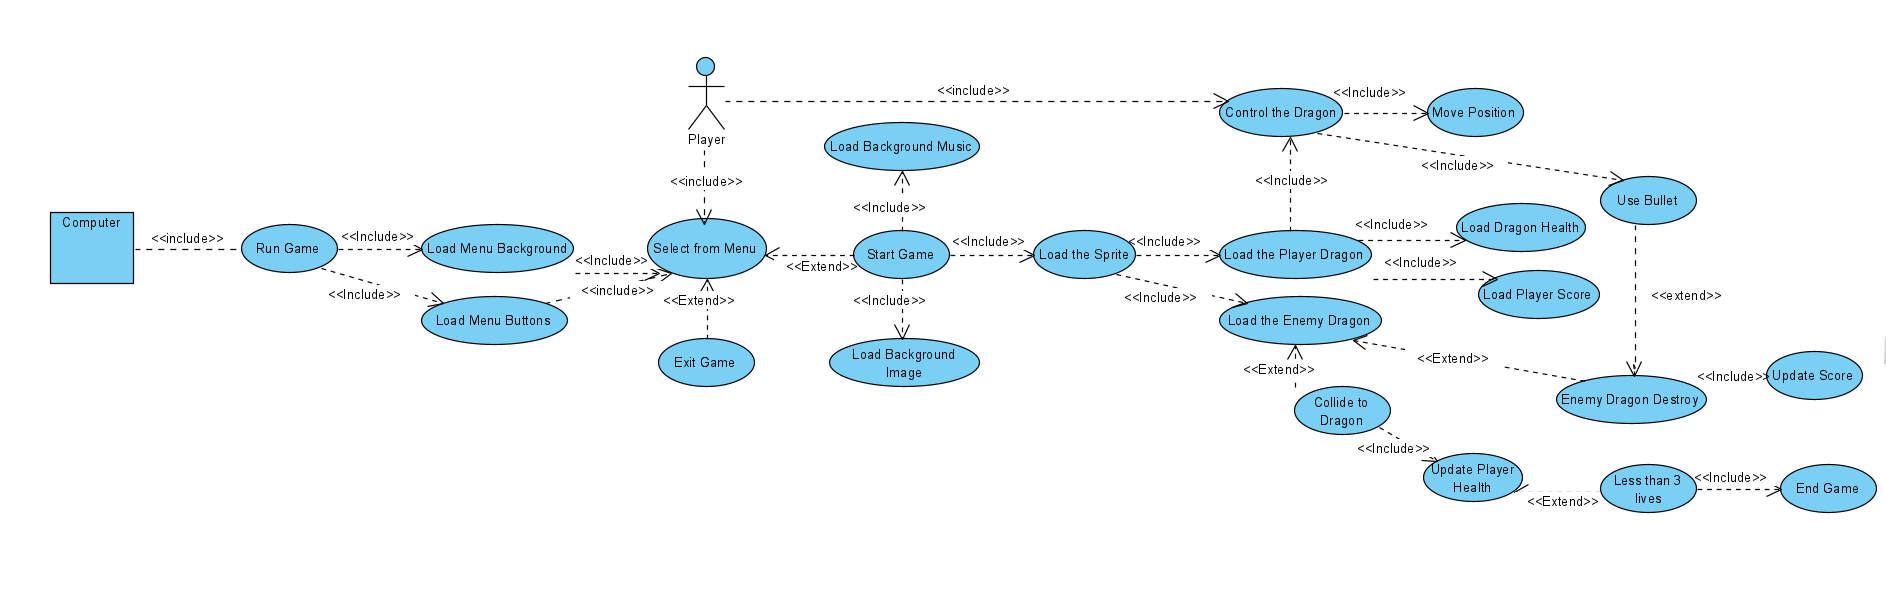 Computer
<<include>>
Run Game
<<Include>>
Load Menu Background
<<Include>>
Load Menu Buttons
<<Include>>
<<include>>
Player
<<include>>
<<include>>
Select from Menu
<<Extend>>
Exit Game
<<Extend>>
Start Game
<<Include>>
Load Background Music
<<Include>>
Load Background
Image
<<Include>>
Load the Sprite
<<Include>>
Load the Player Dragon
<<Include>>
Load the Enemy Dragon
<<Include>>
Control the Dragon
<<Include>>
Move Position
<<Include>>
Use Bullet
<<Include>>
Load Dragon Health
<<Include>>
Load Player Score
<<extend>>
<<Extend>>
Enemy Dragon Destroy
<<Include>>
Update Score
<<Extend>>
Collide to
Dragon
<<Include>>
Update Player
Health
<<Extend>>
Less than 3
lives
<<Include>>
End Game